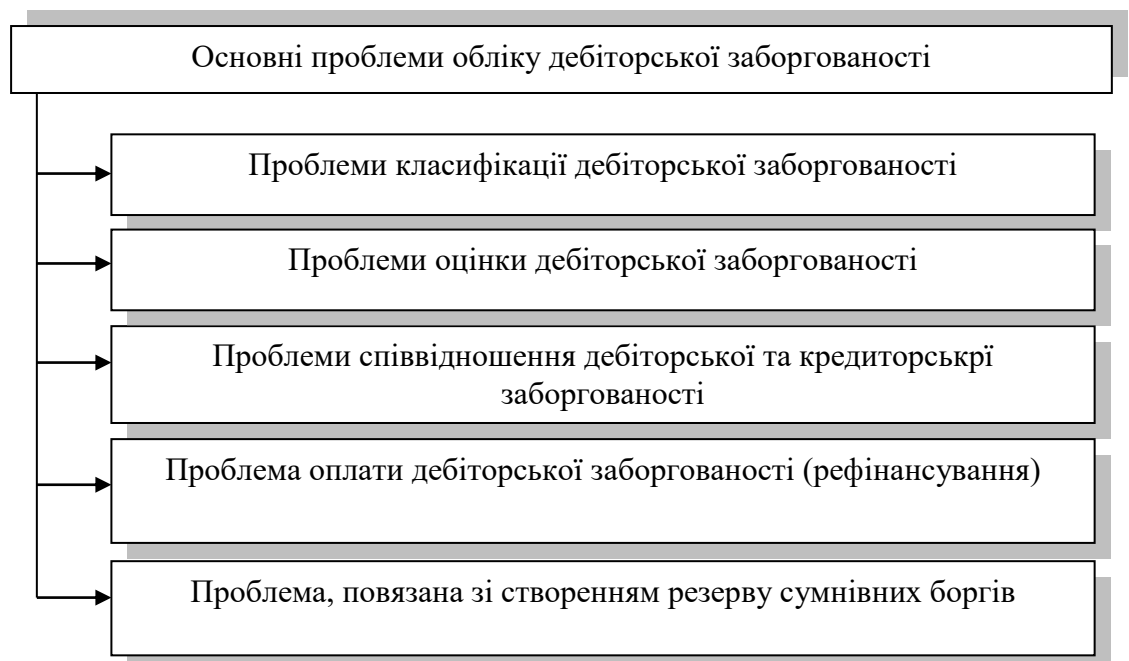 Основні проблеми обліку дебіторської заборгованості
Проблеми класифікації дебіторської заборгованості
Проблеми оцінки дебіторської заборгованості
Проблеми співвідношення дебіторської та кредиторськрї
заборгованості
Проблема оплати дебіторської заборгованості (рефінансування)
Проблема, повязана зі створенням резерву сумнівних боргів